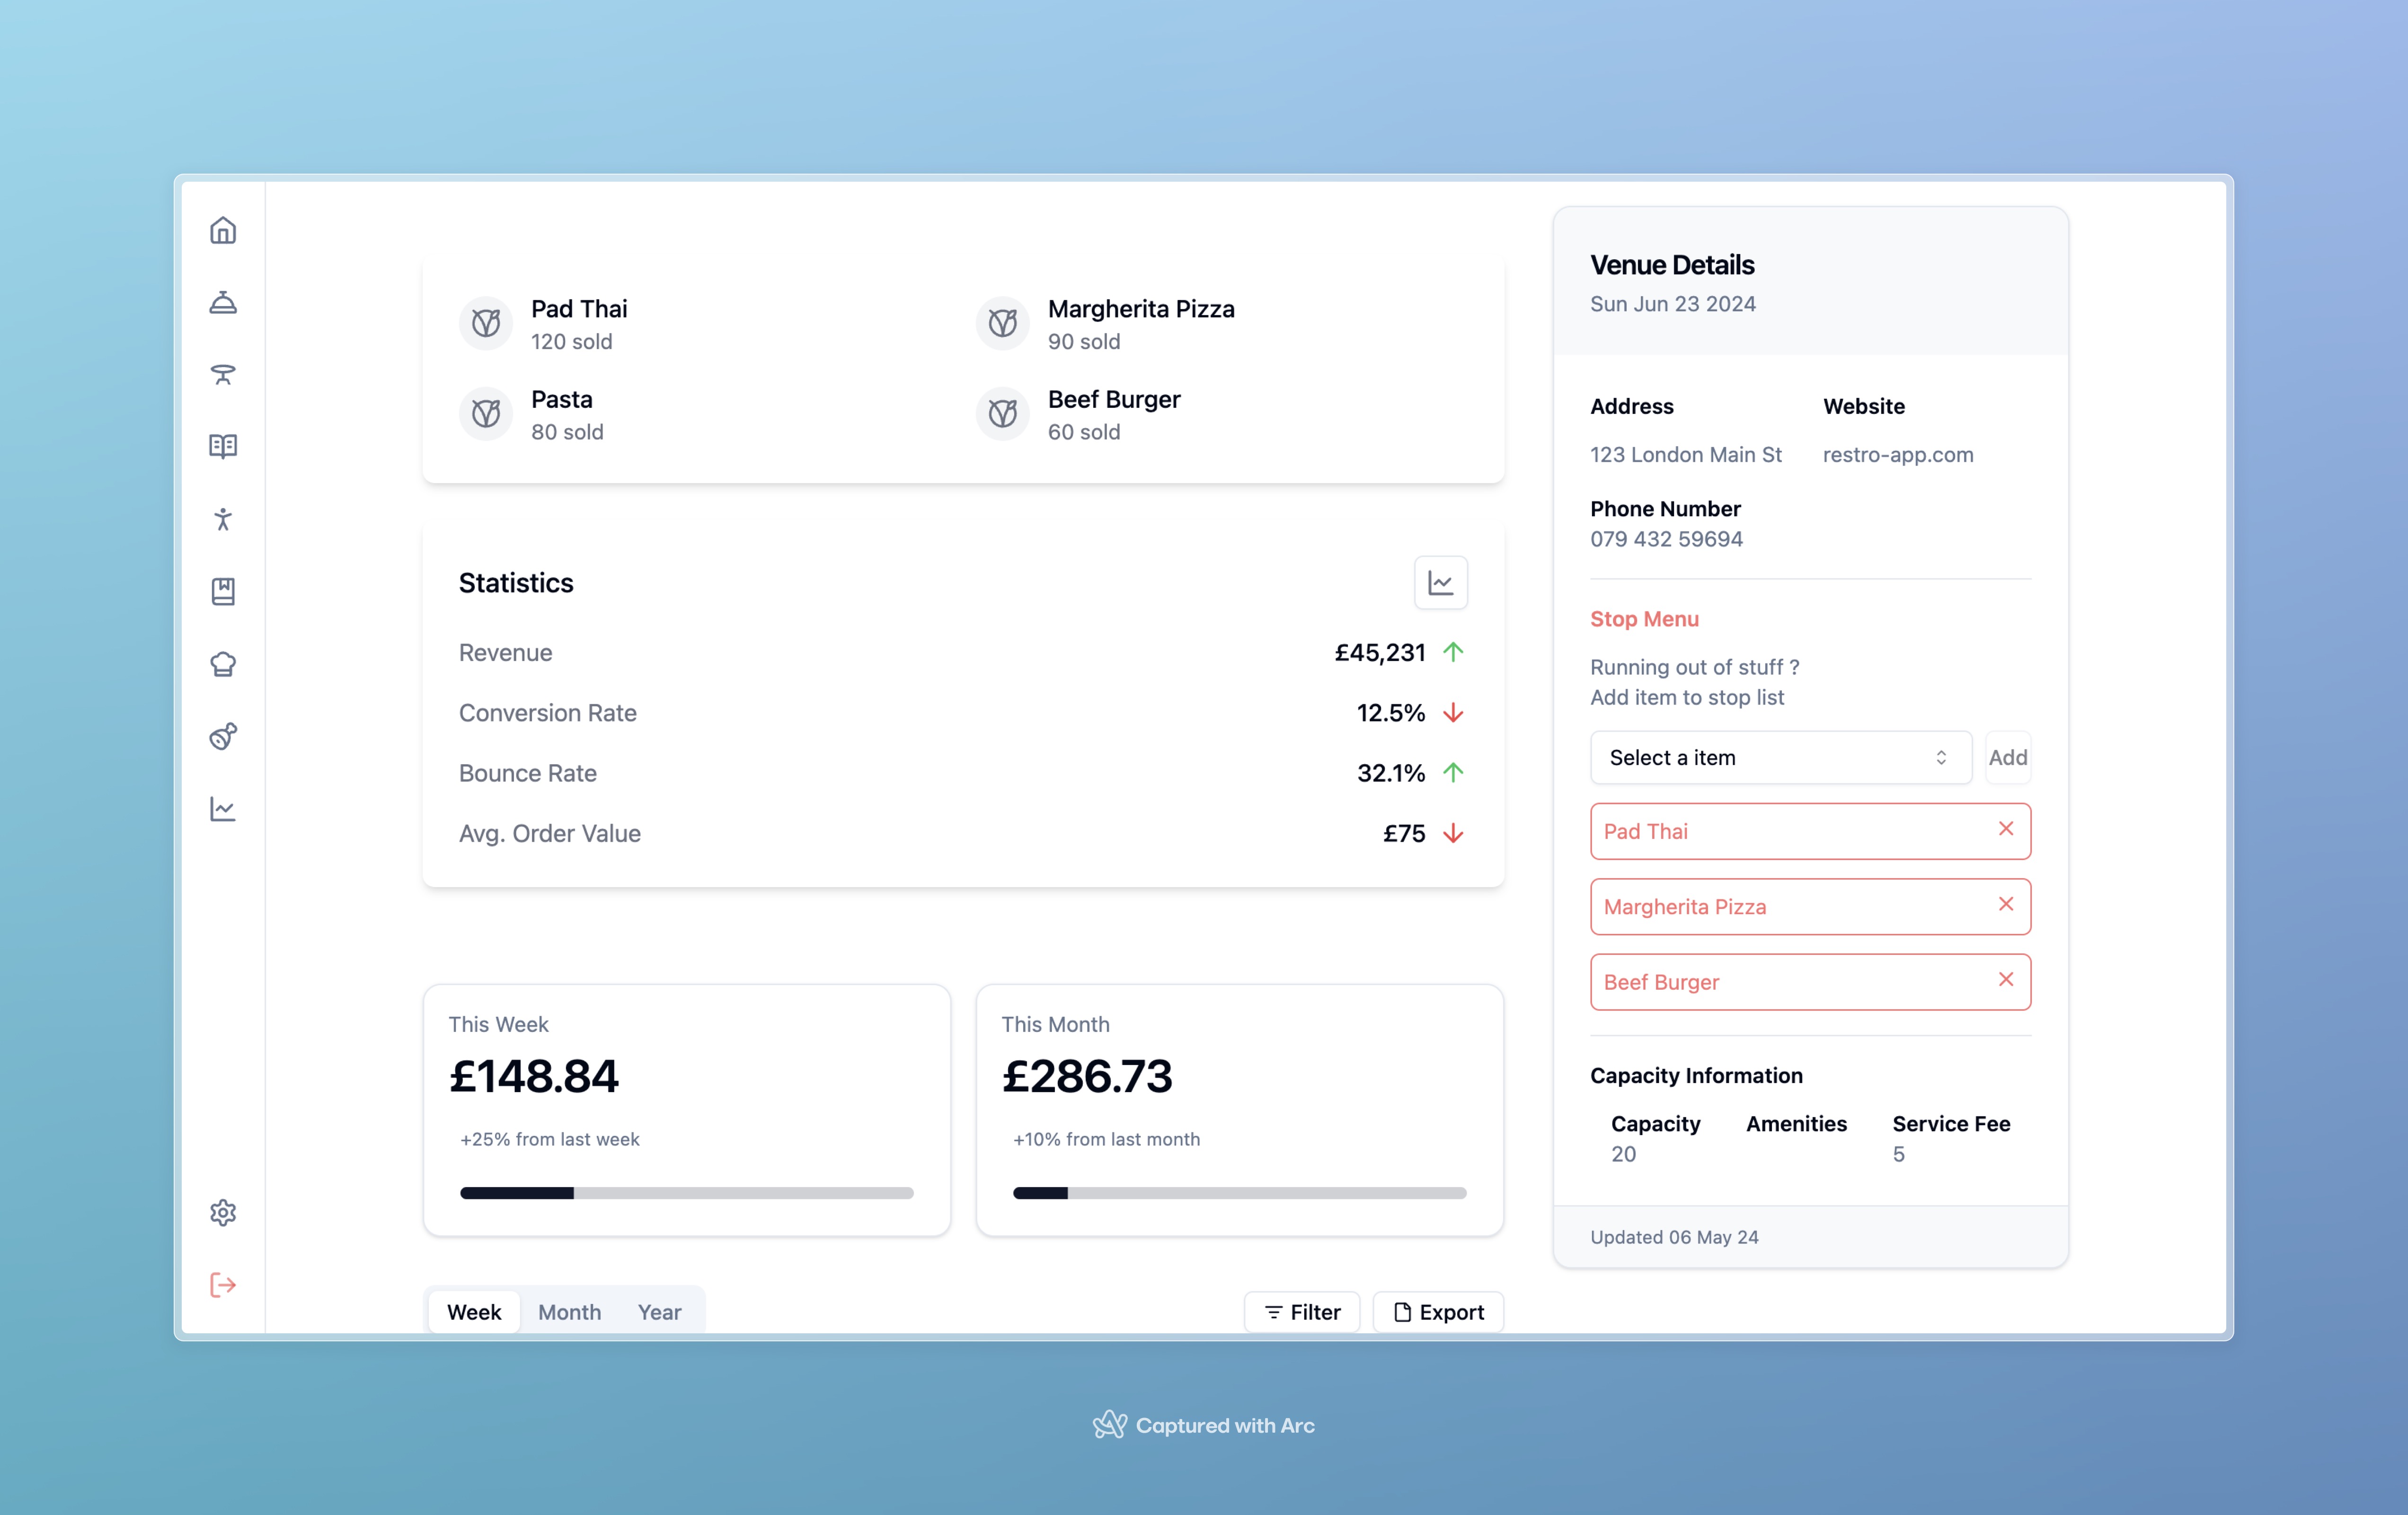 Pad Thai
120 sold
Margherita Pizza
90 sold
Pasta
80 sold
Beef Burger
60 sold
Statistics
Revenue £45,231
Conversion Rate 12.5%
Bounce Rate 32.1%
Avg. Order Value £75
This Week
£148.84
+25% from last week
This Month
£286.73
+10% from last month
Week Month Year
Filter Export
Venue Details
Sun Jun 23 2024
Address Website
123 London Main St restro-app.com
Phone Number
079 432 59694
Stop Menu
Running out of stuff ?
Add item to stop list
Select a item Add
Pad Thai
Margherita Pizza
Beef Burger
Capacity Information
Capacity Amenities Service Fee
20 5
Updated 06 May 24
Captured with Arc